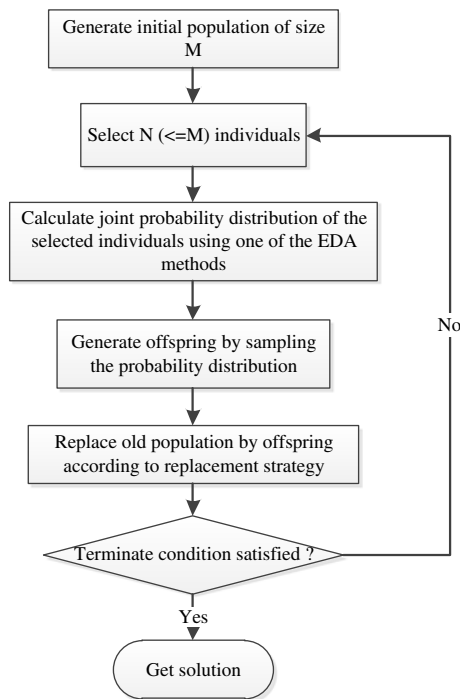 Generate initial population of size
M
Select N (<=M) individuals
Calculate joint probability distribution of the
selected individuals using one of the EDA
methods
Generate offspring by sampling
the probability distribution
Replace old population by offspring
according to replacement strategy
Terminate condition satisfied ?
No
Yes
Get solution